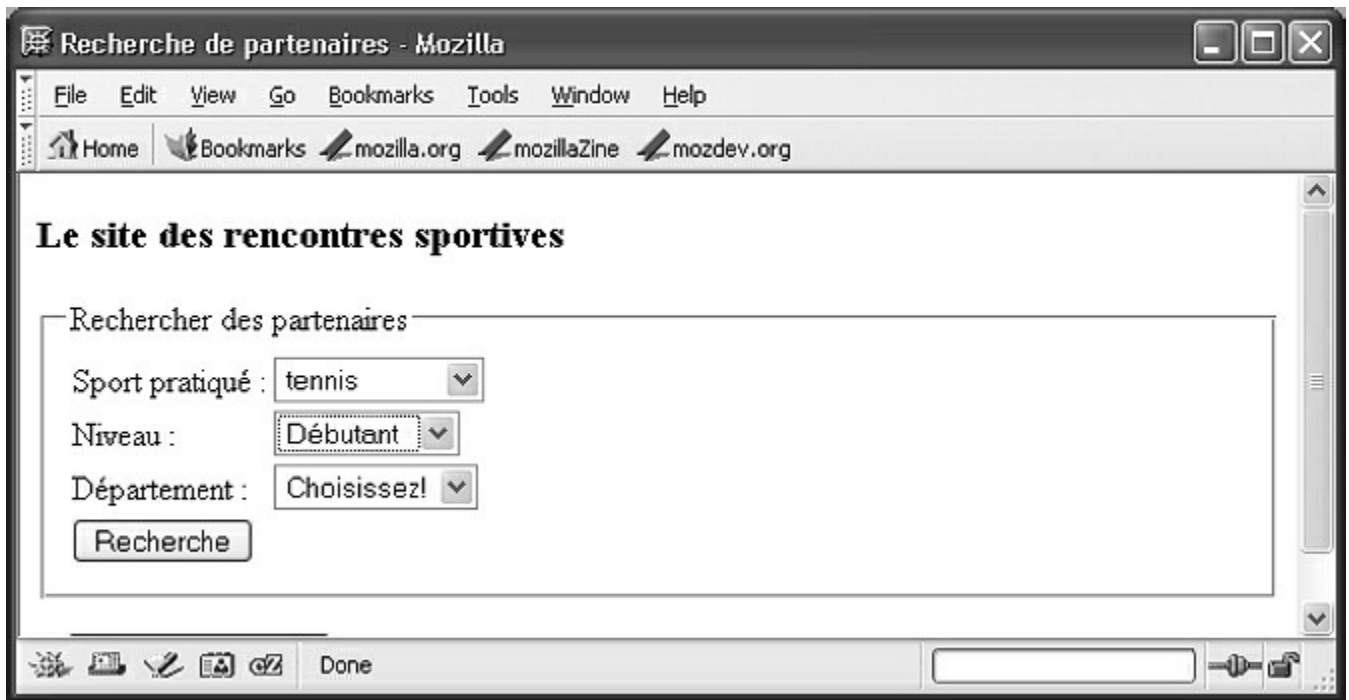 Recherche de partenaires - Mozilla
File Edit View Go Bookmarks Tools Window Help
Home Bookmarks mozilla.org mozillaZine mozdev.org
Le site des rencontres sportives
Rechercher des partenaires
Sport pratiqué : tennis
Niveau : Débutant
Département : Choisissez!
Recherche
Done